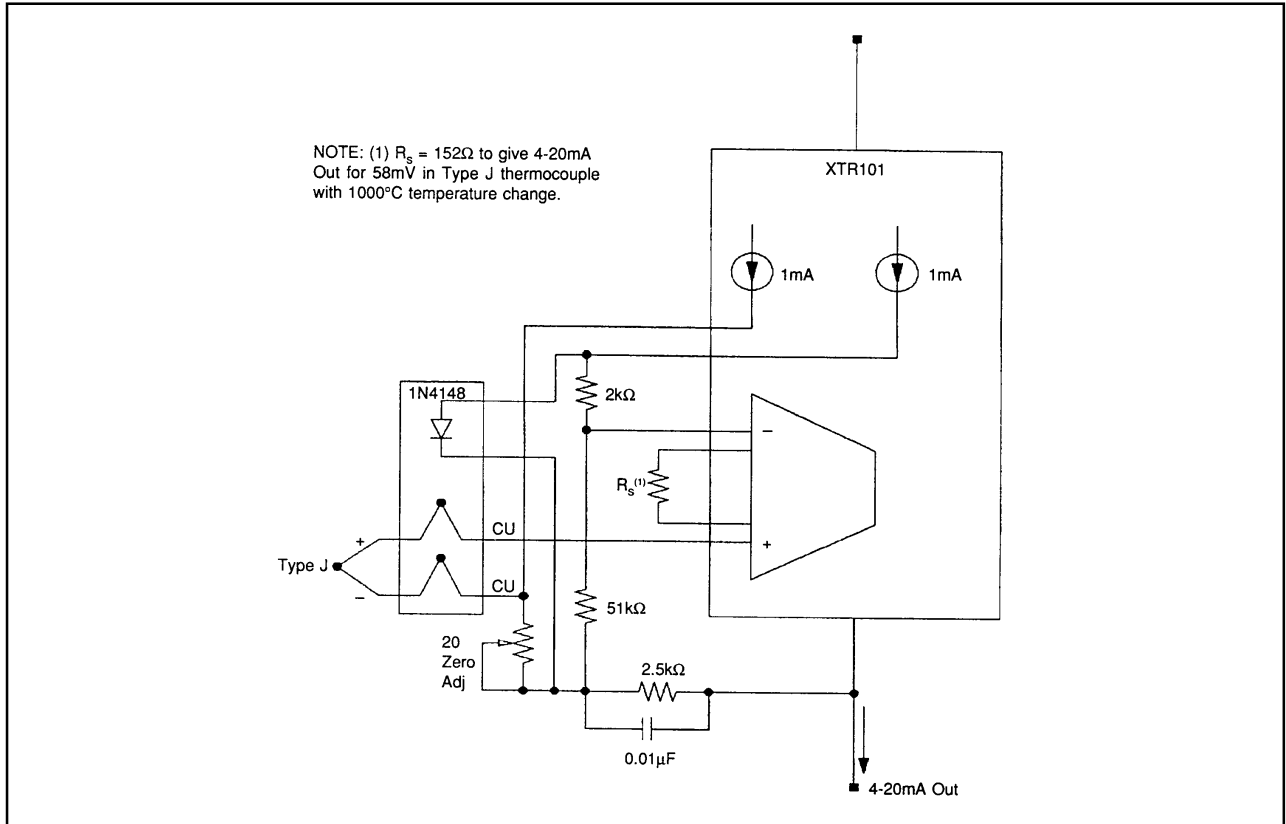 NOTE: (1) Rs = 152Ω to give 4-20mA
Out for 58mV in Type J thermocouple
with 1000°C temperature change.
XTR101
1mA
1mA
1N4148
2kΩ
−
Rs(1)
+
CU
+
Type J
−
CU
51kΩ
20
Zero
Adj
2.5kΩ
0.01µF
4-20mA Out